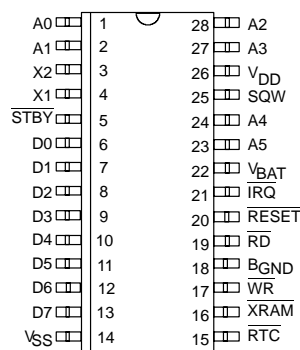 A0 1 28 A2
A1 2 27 A3
X2 3 26 VDD
X1 4 25 SQW
STBY 5 24 A4
D0 6 23 A5
D1 7 22 VBAT
D2 8 21 IRQ
D3 9 20 RESET
D4 10 19 RD
D5 11 18 BGND
D6 12 17 WR
D7 13 16 XRAM
VSS 14 15 RTC